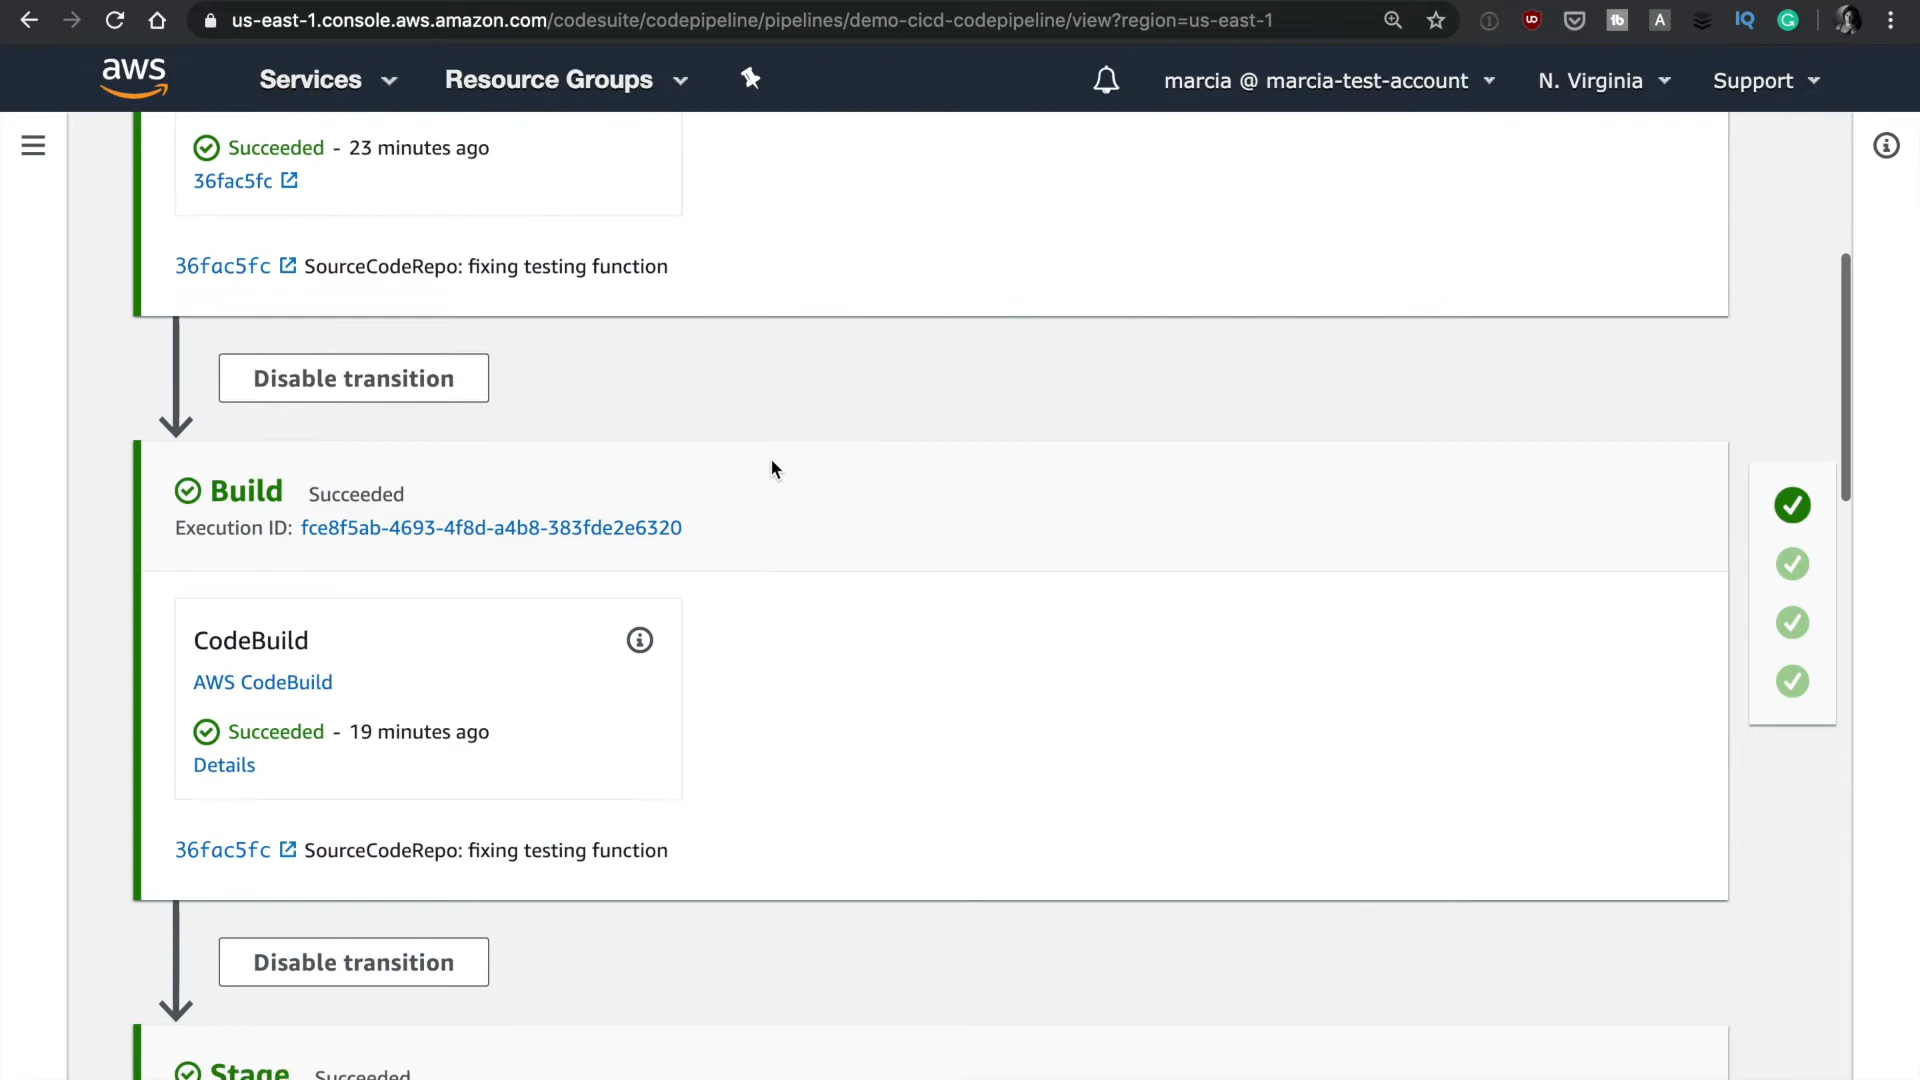 us-east-1.console.aws.amazon.com/codesuite/codepipeline/pipelines/demo-cicd-codepipeline/view?region=us-east-1
UD
tb
A
IQ
G
aws
Services
Resource Groups
marcia @ marcia-test-account
N. Virginia
Support
Succeeded - 23 minutes ago
36fac5fc
36fac5fc SourceCodeRepo: fixing testing function
Disable transition
Build Succeeded
Execution ID: fce8f5ab-4693-4f8d-a4b8-383fde2e6320
CodeBuild
AWS CodeBuild
Succeeded - 19 minutes ago
Details
36fac5fc SourceCodeRepo: fixing testing function
Disable transition
Stage Succeeded